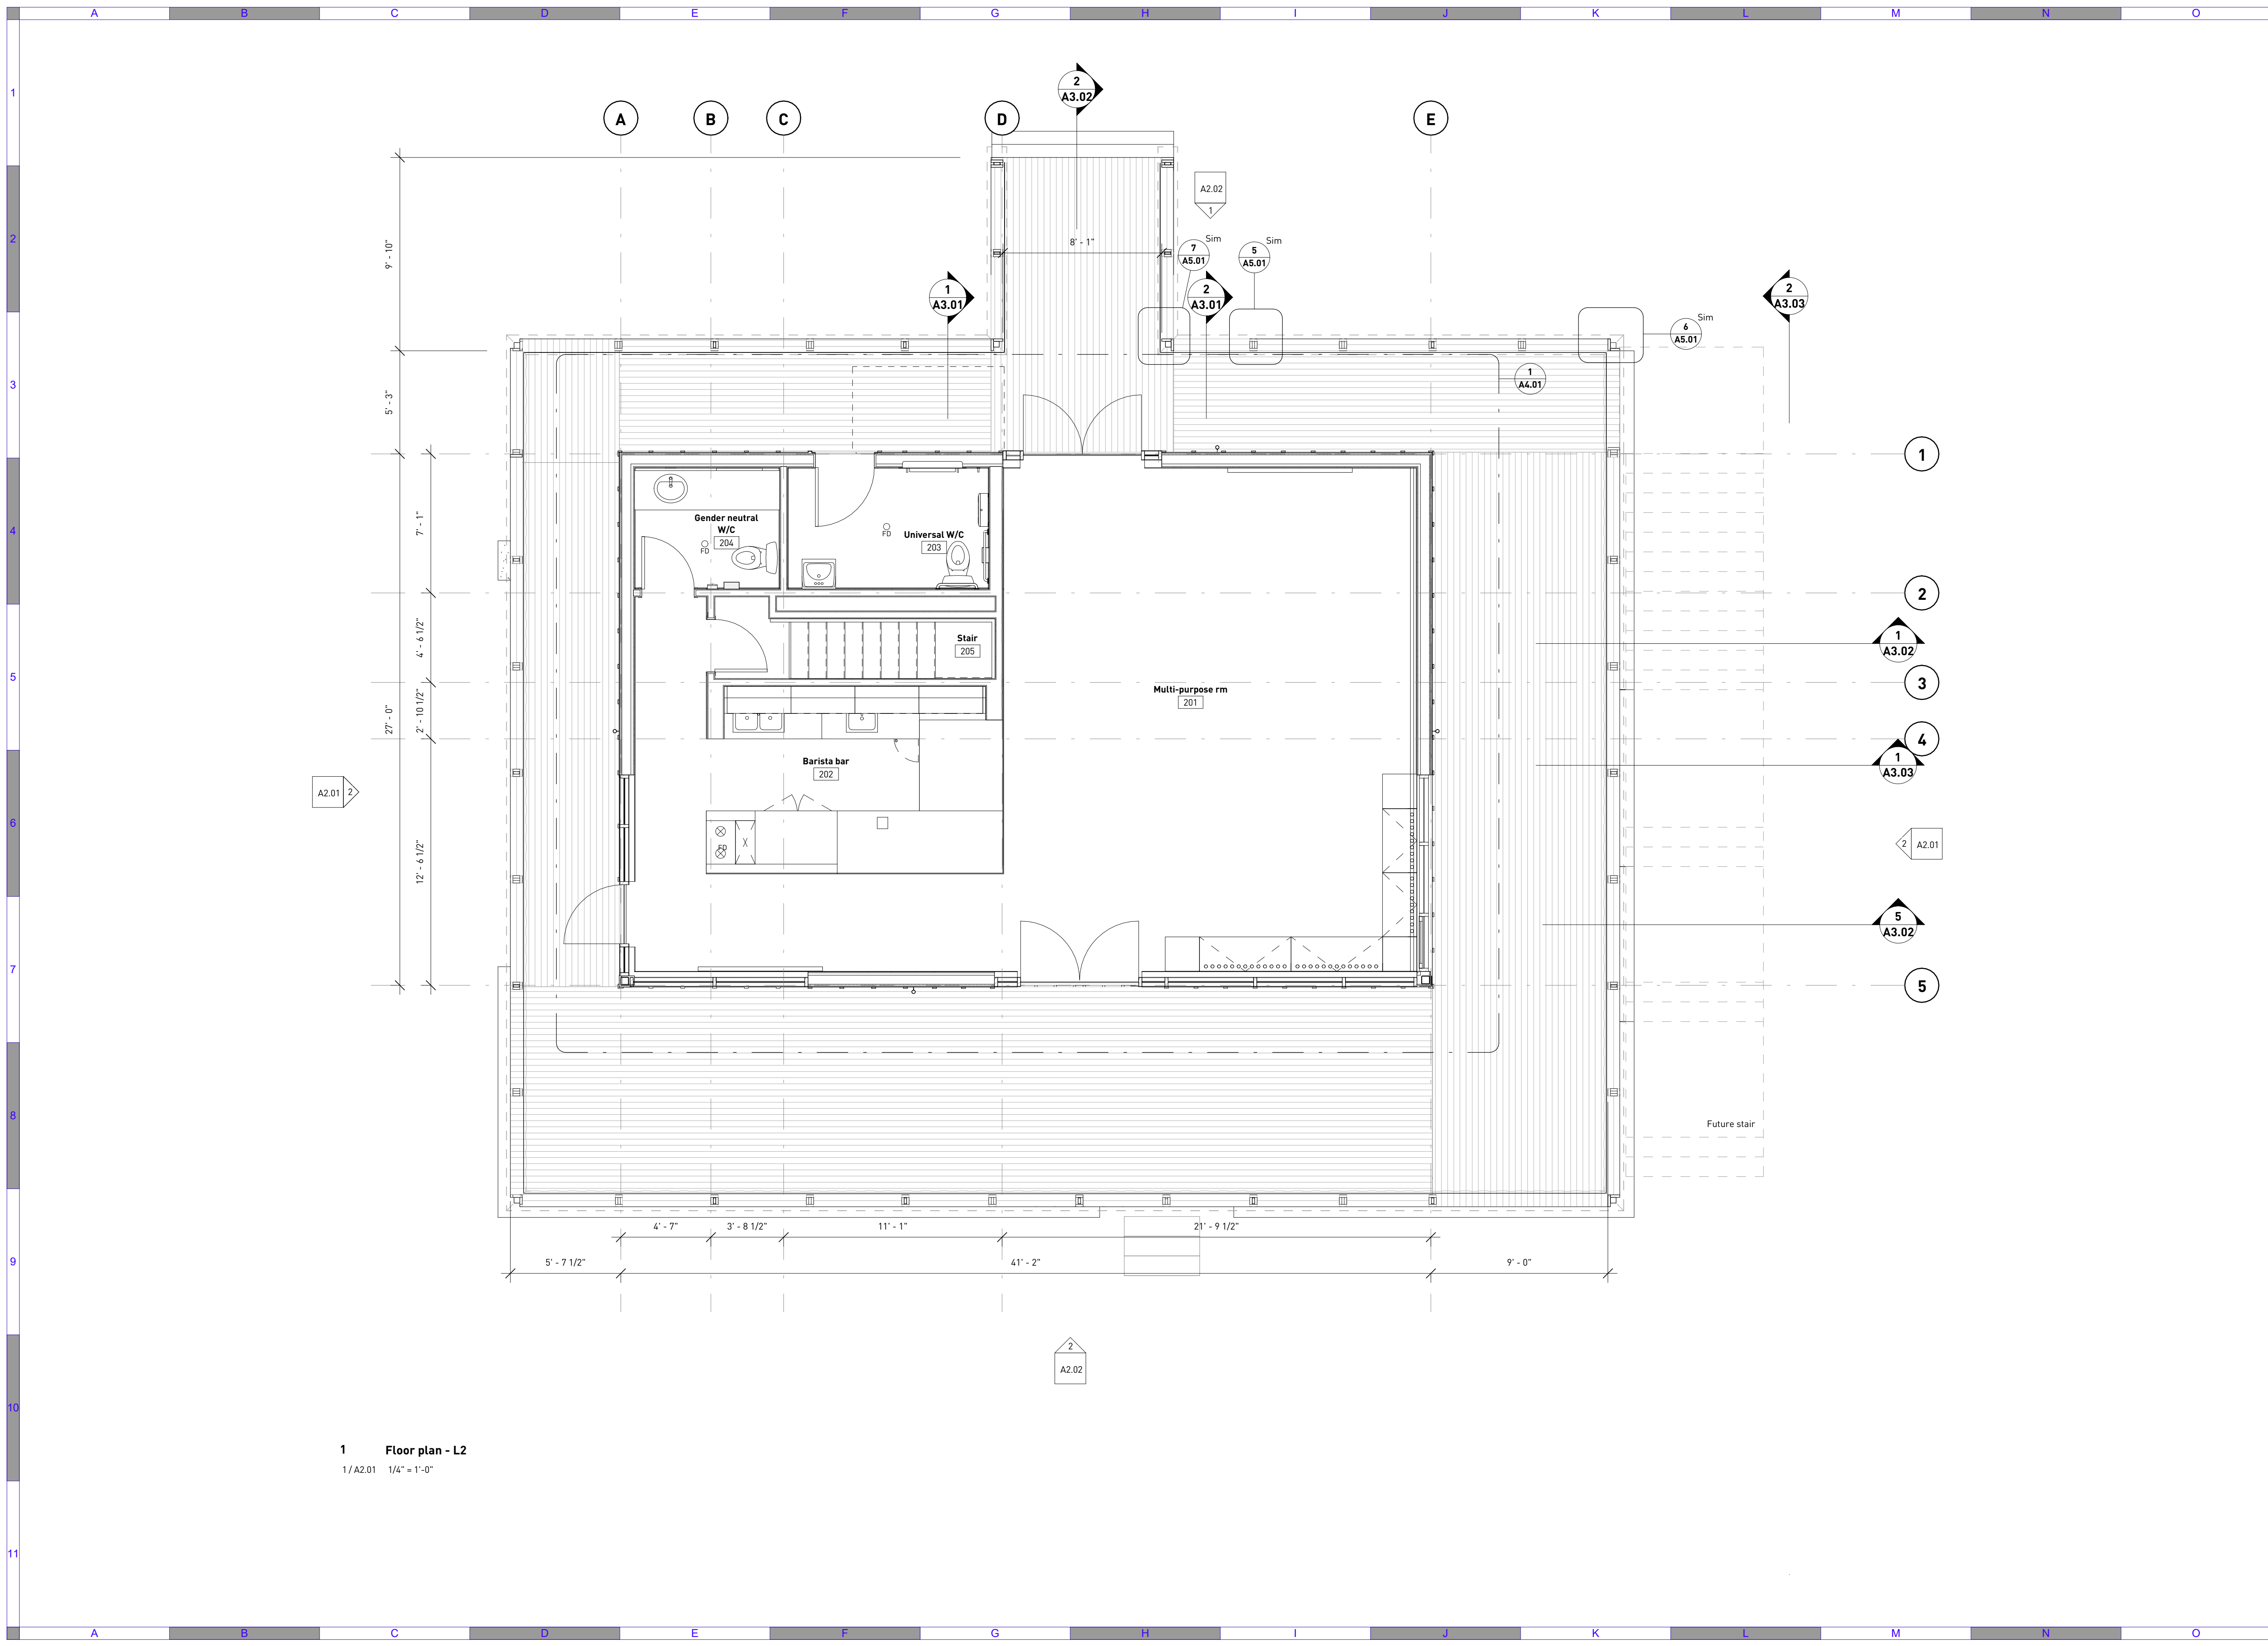 A B C D E F G H I J K L M N O
1
2
A3.02
A B C D E
1
A2.02
1
2
9' - 10"
8' - 1"
7
A5.01
Sim
5
A5.01
Sim
1
A3.01
2
A3.01
2
A3.03
6
A5.01
Sim
3
5' - 3"
1
A4.01
1
4
7' - 1"
Gender neutral
W/C
204
FD
FD
Universal W/C
203
2
4' - 6 1/2"
Stair
205
1
A3.02
5
3
27' - 0"
2' - 10 1/2"
Multi-purpose rm
201
4
1
A3.03
Barista bar
202
A2.01
2
6
12' - 6 1/2"
FD
2
A2.01
5
A3.02
7
5
8
Future stair
4' - 7"
3' - 8 1/2"
11' - 1"
21' - 9 1/2"
9
5' - 7 1/2"
41' - 2"
9' - 0"
2
A2.02
10
1
Floor plan - L2
1 / A2.01
1/4" = 1'-0"
11
A B C D E F G H I J K L M N O